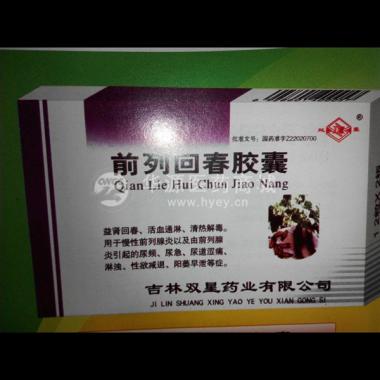 批准文号：国药准字Z22020700
前列回春胶囊
Qian Lie Hui Chun Jiao Nang
www.hyey.cn
益肾回春、活血通淋、清热解毒。
用于慢性前列腺炎以及由前列腺
炎引起的尿频、尿急、尿道涩痛、
淋浊、性欲减退、阳萎早泄等症。
吉林双星药业有限公司
JI LIN SHUANG XING YAO YE YOU XIAN GONG SI